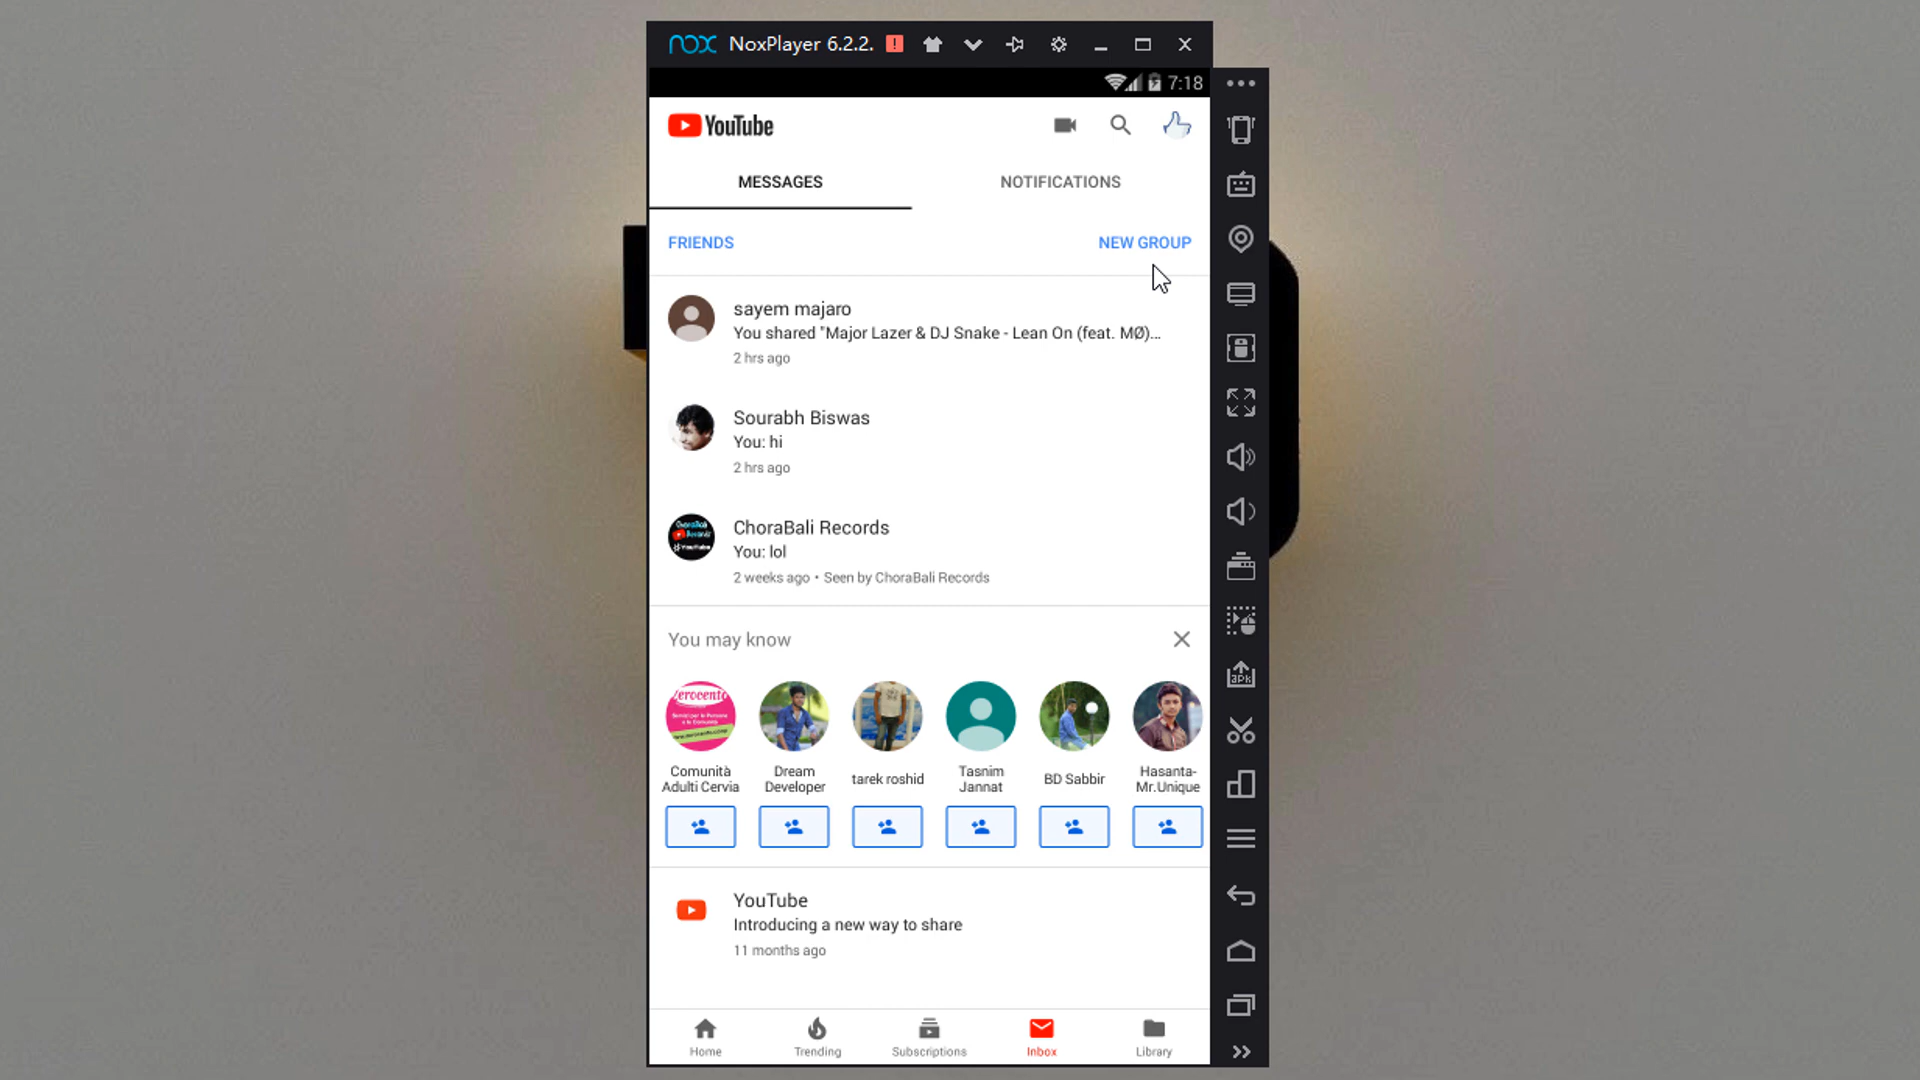 nox NoxPlayer 6.2.2.
7:18
YouTube
MESSAGES
NOTIFICATIONS
FRIENDS
NEW GROUP
sayem majaro
You shared "Major Lazer & DJ Snake - Lean On (feat. MØ)...
2 hrs ago
Sourabh Biswas
You: hi
2 hrs ago
ChoraBali Records
You: lol
2 weeks ago • Seen by ChoraBali Records
You may know
Comunità Adulti Cervia
Dream Developer
tarek roshid
Tasnim Jannat
BD Sabbir
Hasanta-Mr.Unique
YouTube
Introducing a new way to share
11 months ago
Home
Trending
Subscriptions
Inbox
Library